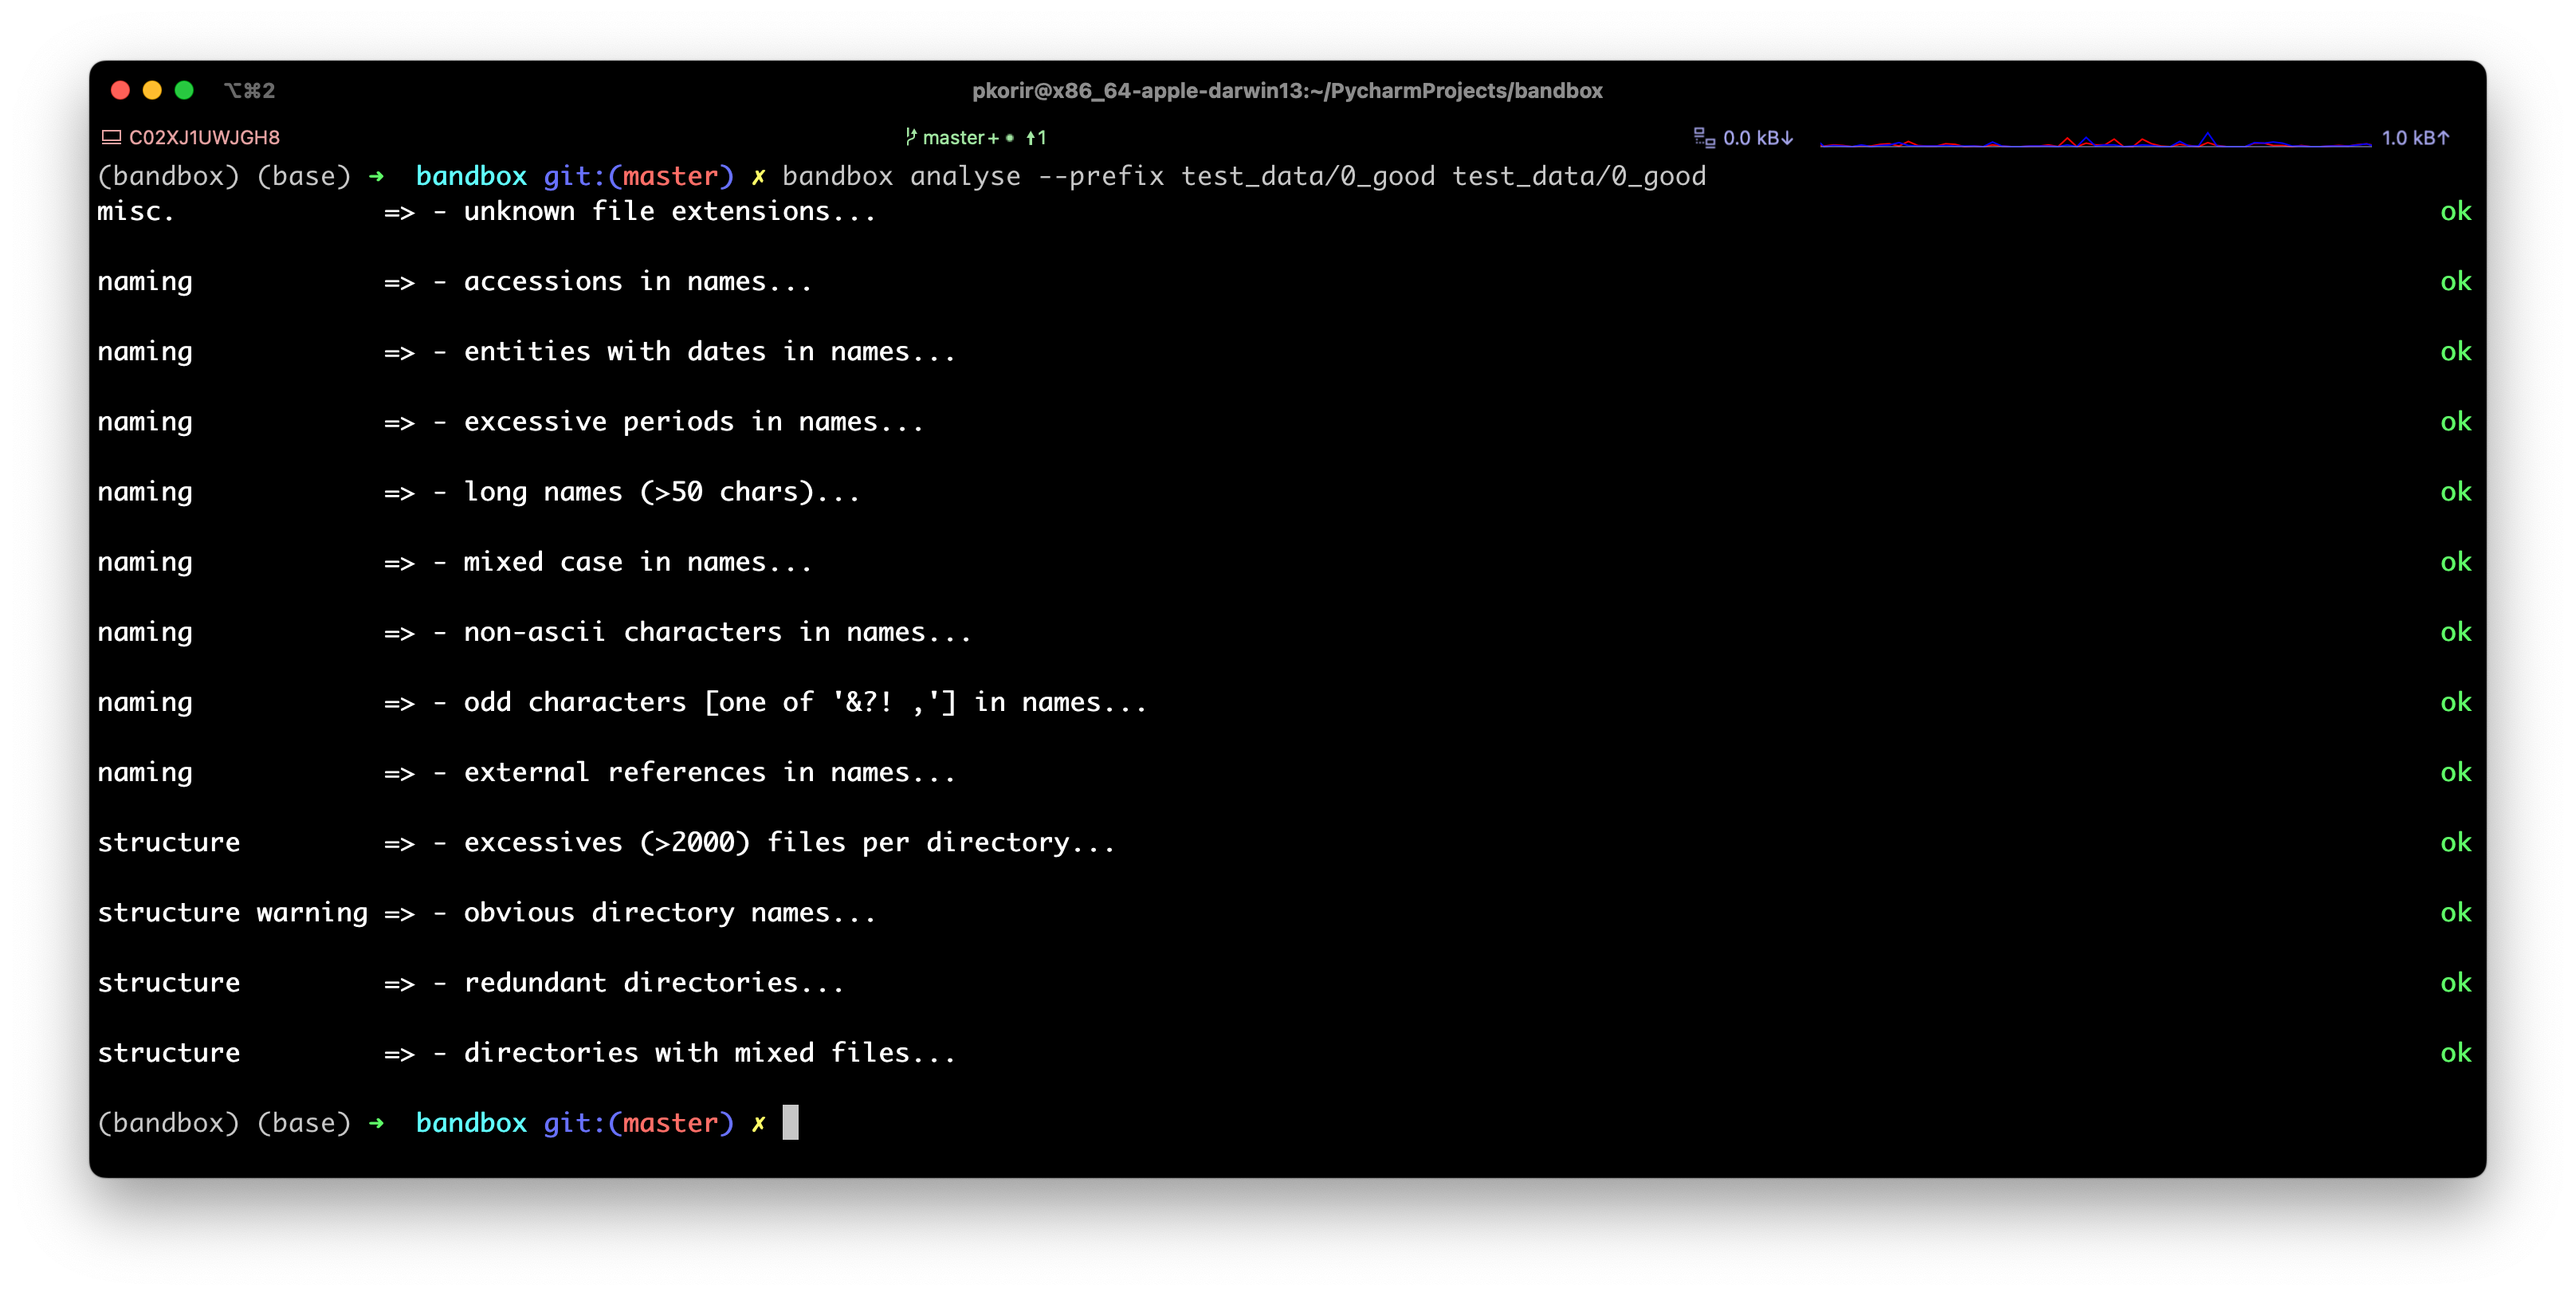 ⌥⌘2 pkorir@x86_64-apple-darwin13:~/PycharmProjects/bandbox
C02XJ1UWJGH8 master+ • ↑1 0.0 kB↓ 1.0 kB↑
(bandbox) (base) ➜  bandbox git:(master) ✗ bandbox analyse --prefix test_data/0_good test_data/0_good
misc.             => - unknown file extensions... ok
naming            => - accessions in names... ok
naming            => - entities with dates in names... ok
naming            => - excessive periods in names... ok
naming            => - long names (>50 chars)... ok
naming            => - mixed case in names... ok
naming            => - non-ascii characters in names... ok
naming            => - odd characters [one of '&?! ,'] in names... ok
naming            => - external references in names... ok
structure         => - excessives (>2000) files per directory... ok
structure warning => - obvious directory names... ok
structure         => - redundant directories... ok
structure         => - directories with mixed files... ok
(bandbox) (base) ➜  bandbox git:(master) ✗